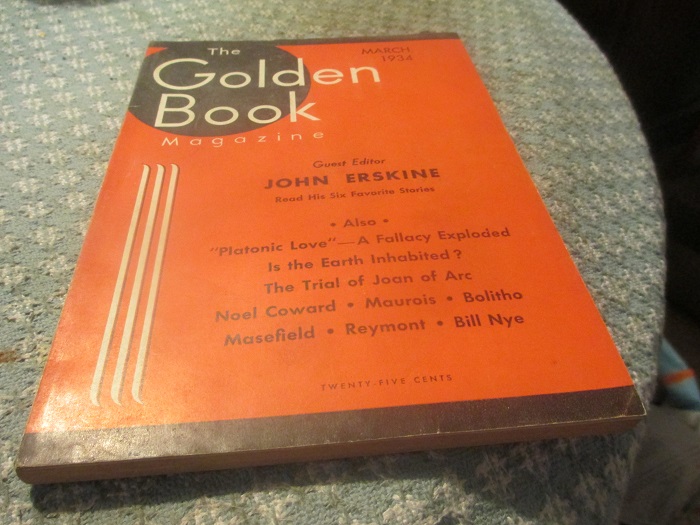 The
Golden
Book
Magazine
MARCH
1934
Guest Editor
JOHN ERSKINE
Read His Six Favorite Stories
• Also •
"Platonic Love"—A Fallacy Exploded
Is the Earth Inhabited?
The Trial of Joan of Arc
Noel Coward • Maurois • Bolitho
Masefield • Reymont • Bill Nye
TWENTY-FIVE CENTS